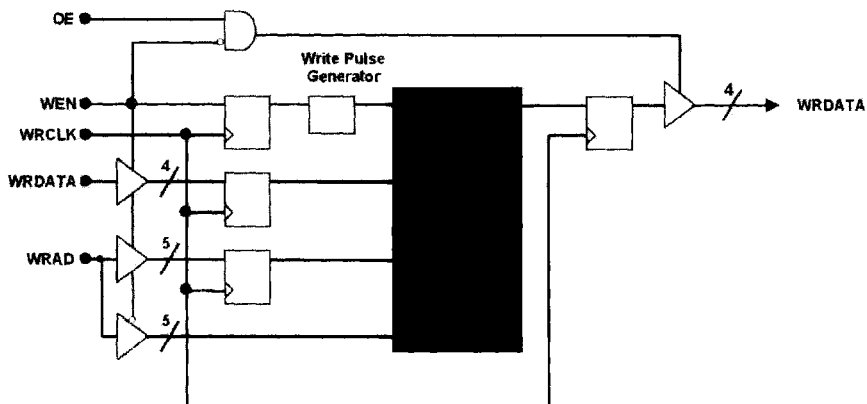 OE
Write Pulse
Generator
WEN
WRCLK
4
WRDATA
4
WRDATA
5
WRAD
5